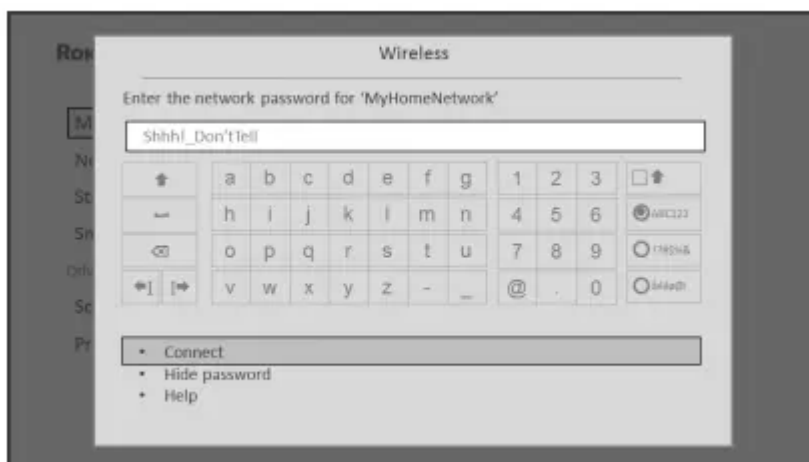 Wireless
Enter the network password for 'MyHomeNetwork'
Shhh!_Don'tTell
a b c d e f g 1 2 3
h i j k l m n 4 5 6 ABC123
o p q r s t u 7 8 9
v w x y z - _ @ . 0
Connect
Hide password
Help